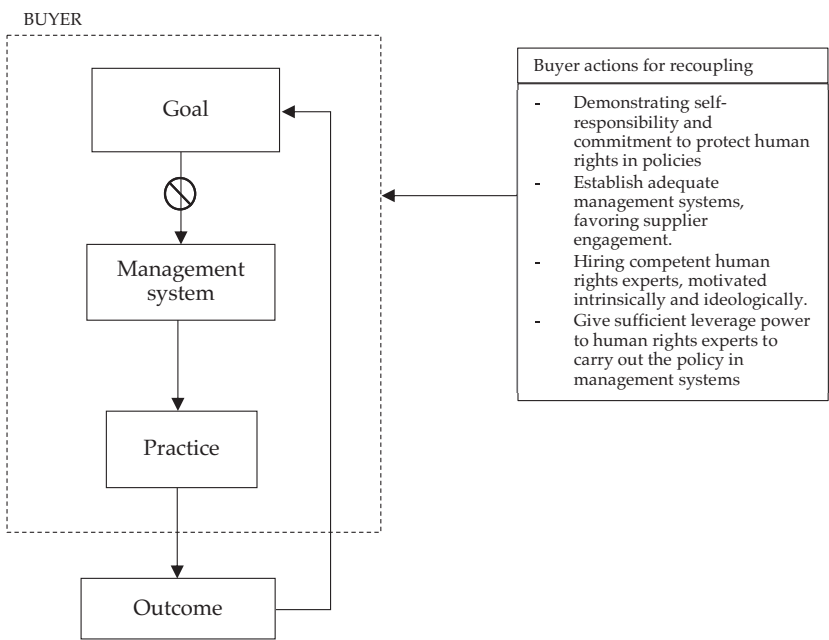 BUYER
Goal
Management
system
Practice
Outcome
Buyer actions for recoupling
- Demonstrating self-
responsibility and
commitment to protect human
rights in policies
- Establish adequate
management systems,
favoring supplier
engagement.
- Hiring competent human
rights experts, motivated
intrinsically and ideologically.
- Give sufficient leverage power
to human rights experts to
carry out the policy in
management systems